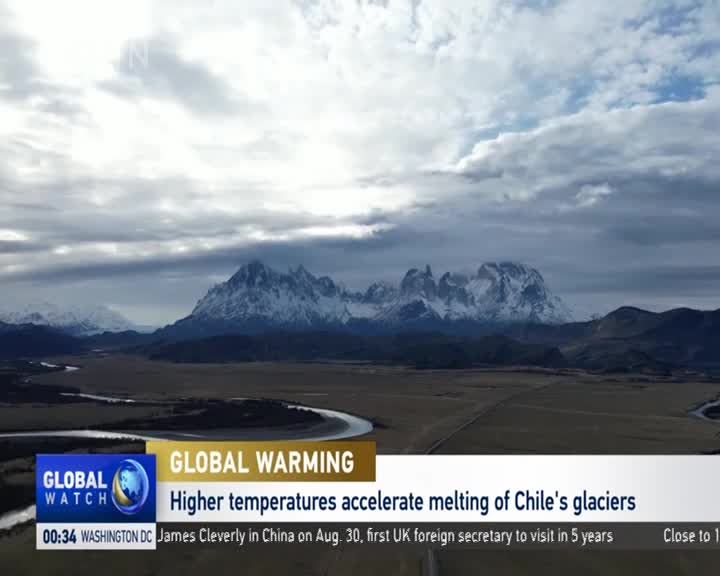 GLOBAL WARMING
GLOBAL WATCH
Higher temperatures accelerate melting of Chile's glaciers
00:34 WASHINGTON DC
James Cleverly in China on Aug. 30, first UK foreign secretary to visit in 5 years Close to 1